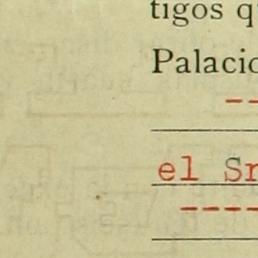 tigos q
Palacio
--
el Sr
----